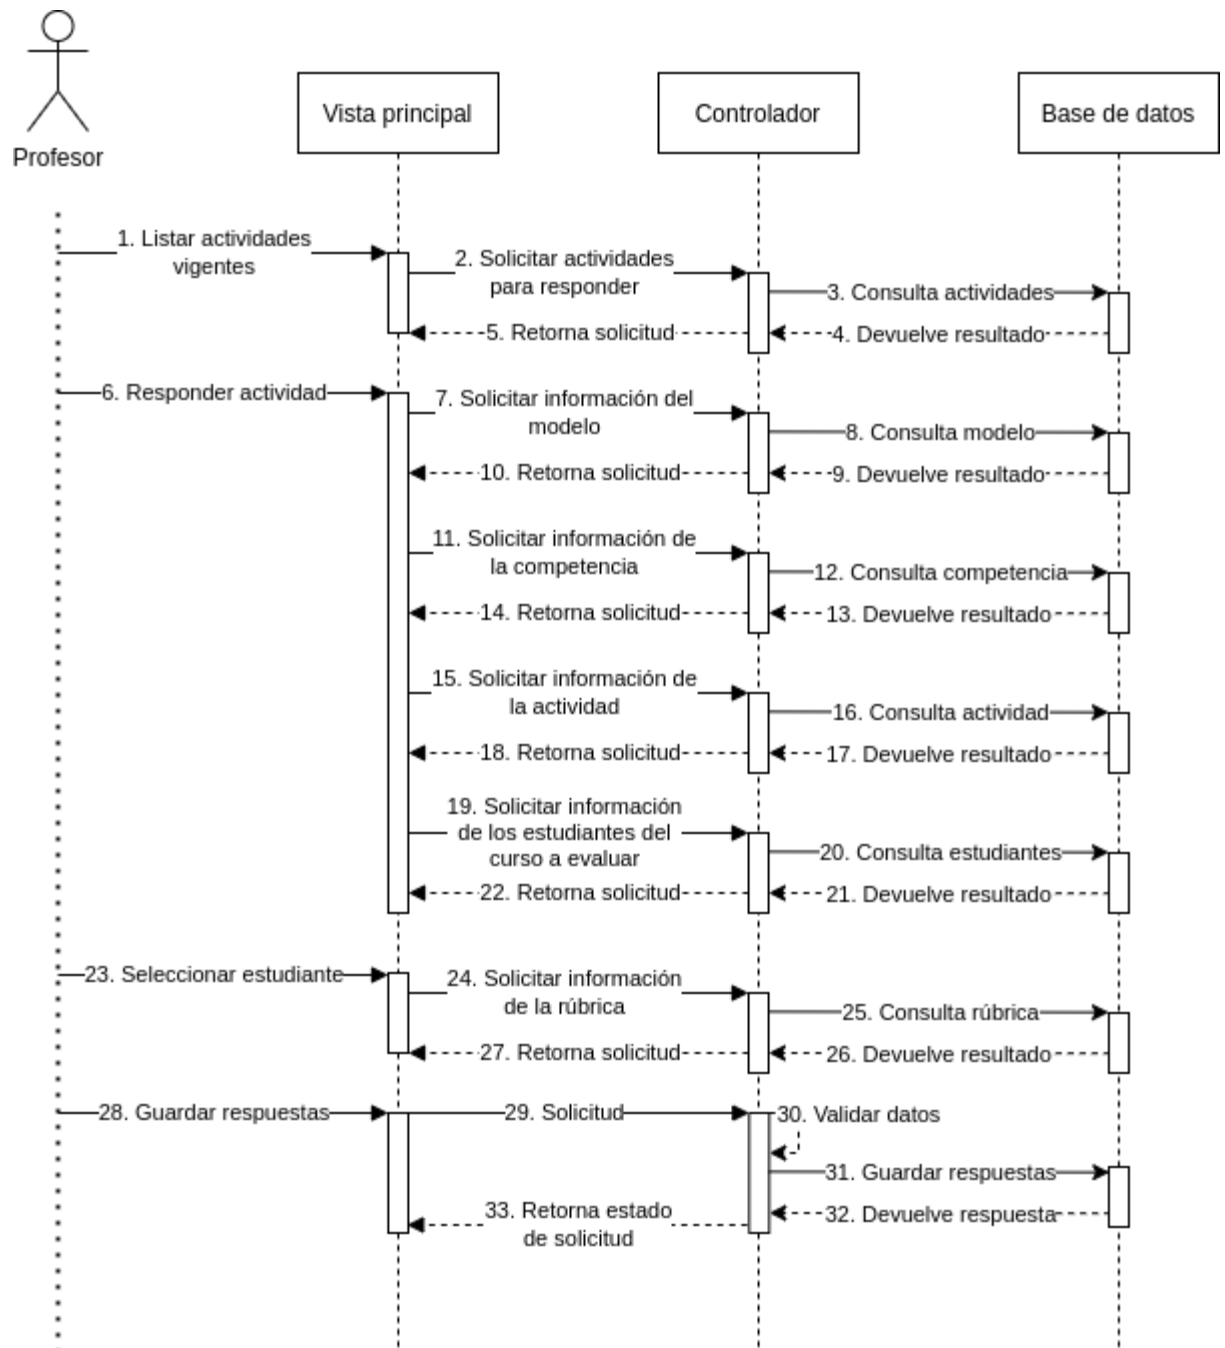 Profesor
Vista principal
Controlador
Base de datos
1. Listar actividades
vigentes
2. Solicitar actividades
para responder
3. Consulta actividades
4. Devuelve resultado
5. Retorna solicitud
6. Responder actividad
7. Solicitar información del
modelo
8. Consulta modelo
9. Devuelve resultado
10. Retorna solicitud
11. Solicitar información de
la competencia
12. Consulta competencia
13. Devuelve resultado
14. Retorna solicitud
15. Solicitar información de
la actividad
16. Consulta actividad
17. Devuelve resultado
18. Retorna solicitud
19. Solicitar información
de los estudiantes del
curso a evaluar
20. Consulta estudiantes
21. Devuelve resultado
22. Retorna solicitud
23. Seleccionar estudiante
24. Solicitar información
de la rúbrica
25. Consulta rúbrica
26. Devuelve resultado
27. Retorna solicitud
28. Guardar respuestas
29. Solicitud
30. Validar datos
31. Guardar respuestas
32. Devuelve respuesta
33. Retorna estado
de solicitud